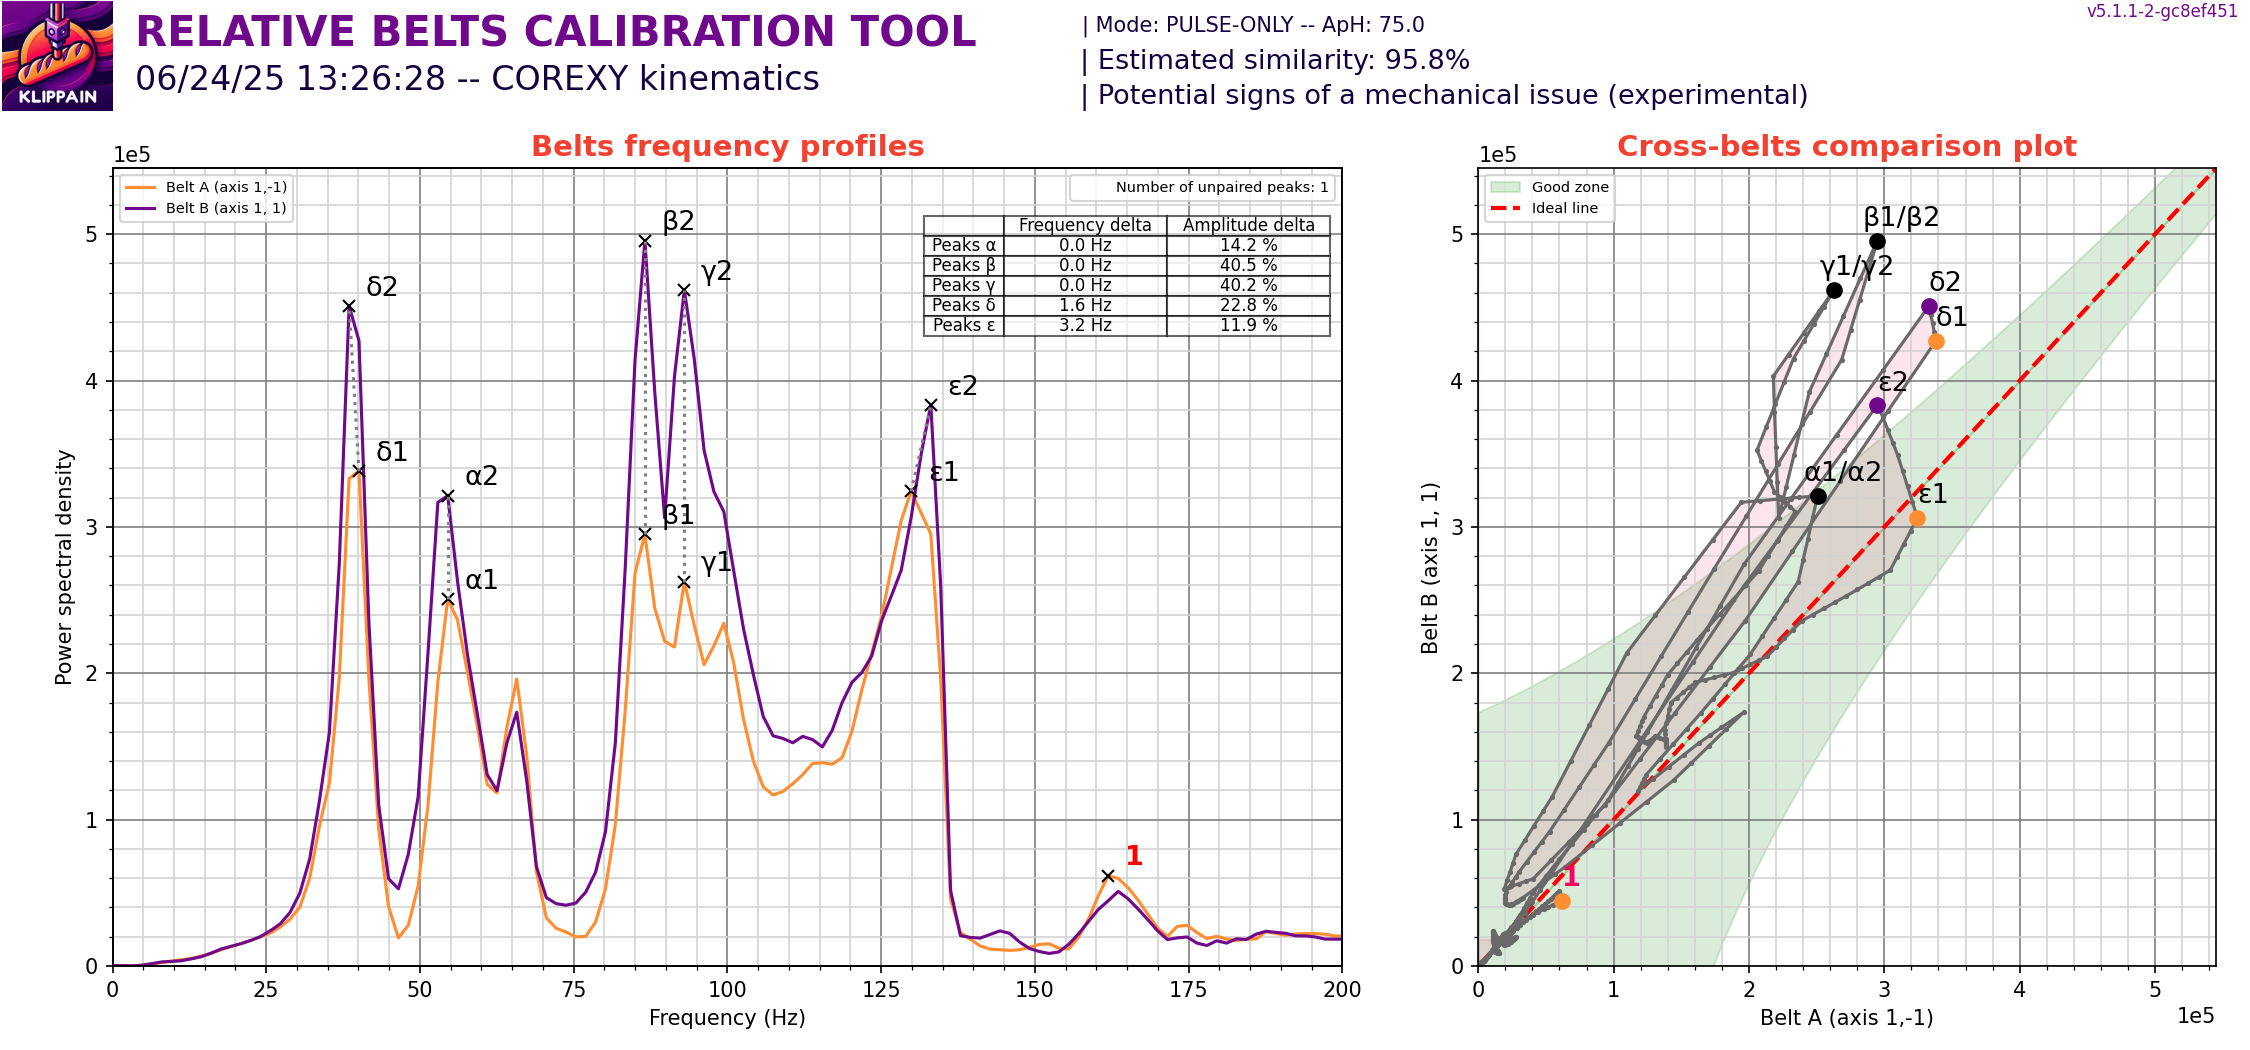 KLIPPAIN
RELATIVE BELTS CALIBRATION TOOL
06/24/25 13:26:28 -- COREXY kinematics
| Mode: PULSE-ONLY -- ApH: 75.0
| Estimated similarity: 95.8%
| Potential signs of a mechanical issue (experimental)
v5.1.1-2-gc8ef451
Belts frequency profiles
1e5
Belt A (axis 1,-1)
Belt B (axis 1, 1)
Number of unpaired peaks: 1
Frequency delta Amplitude delta
Peaks α 0.0 Hz 14.2 %
Peaks β 0.0 Hz 40.5 %
Peaks γ 0.0 Hz 40.2 %
Peaks δ 1.6 Hz 22.8 %
Peaks ε 3.2 Hz 11.9 %
β2
γ2
δ2
ε2
δ1
α2
ε1
β1
γ1
α1
1
5
4
3
2
1
0
Power spectral density
0 25 50 75 100 125 150 175 200
Frequency (Hz)
Cross-belts comparison plot
1e5
Good zone
Ideal line
β1/β2
γ1/γ2
δ2
δ1
ε2
α1/α2
ε1
1
5
4
3
2
1
0
Belt B (axis 1, 1)
0 1 2 3 4 5
Belt A (axis 1,-1)
1e5